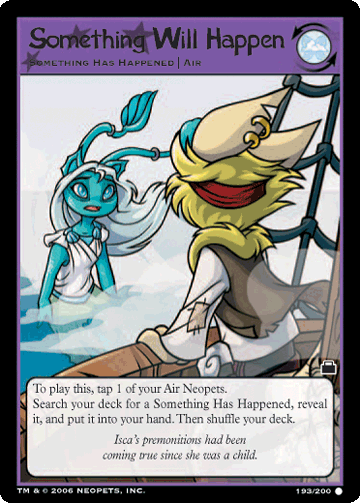 Something Will Happen
Something Has Happened | Air
To play this, tap 1 of your Air Neopets.
Search your deck for a Something Has Happened, reveal
it, and put it into your hand. Then shuffle your deck.
Isca's premonitions had been
coming true since she was a child.
TM & © 2006 NEOPETS, INC.
193/200